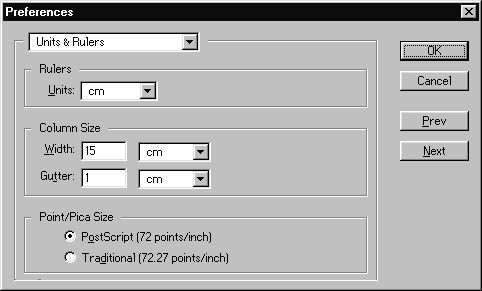 Preferences
Units & Rulers
OK
Rulers
Cancel
Units: cm
Prev
Column Size
Width: 15 cm
Next
Gutter: 1 cm
Point/Pica Size
PostScript (72 points/inch)
Traditional (72.27 points/inch)